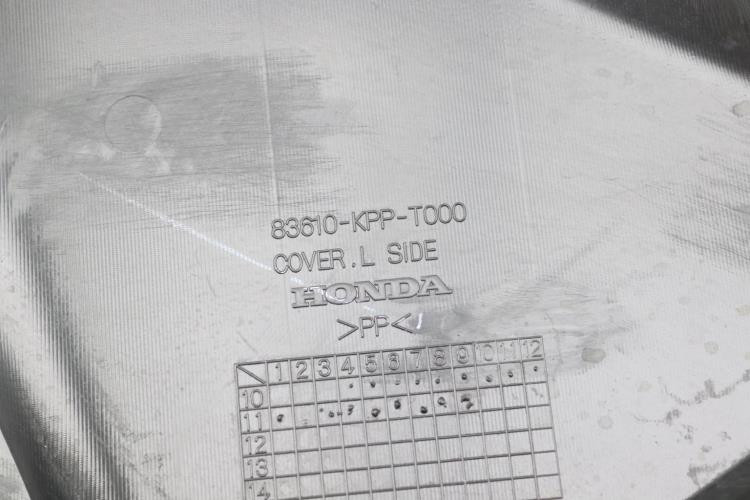 83610-KPP-T000
COVER.L SIDE
HONDA
>PP<
1 2 3 4 5 6 7 8 9 10 11 12
10
11
12
13
14